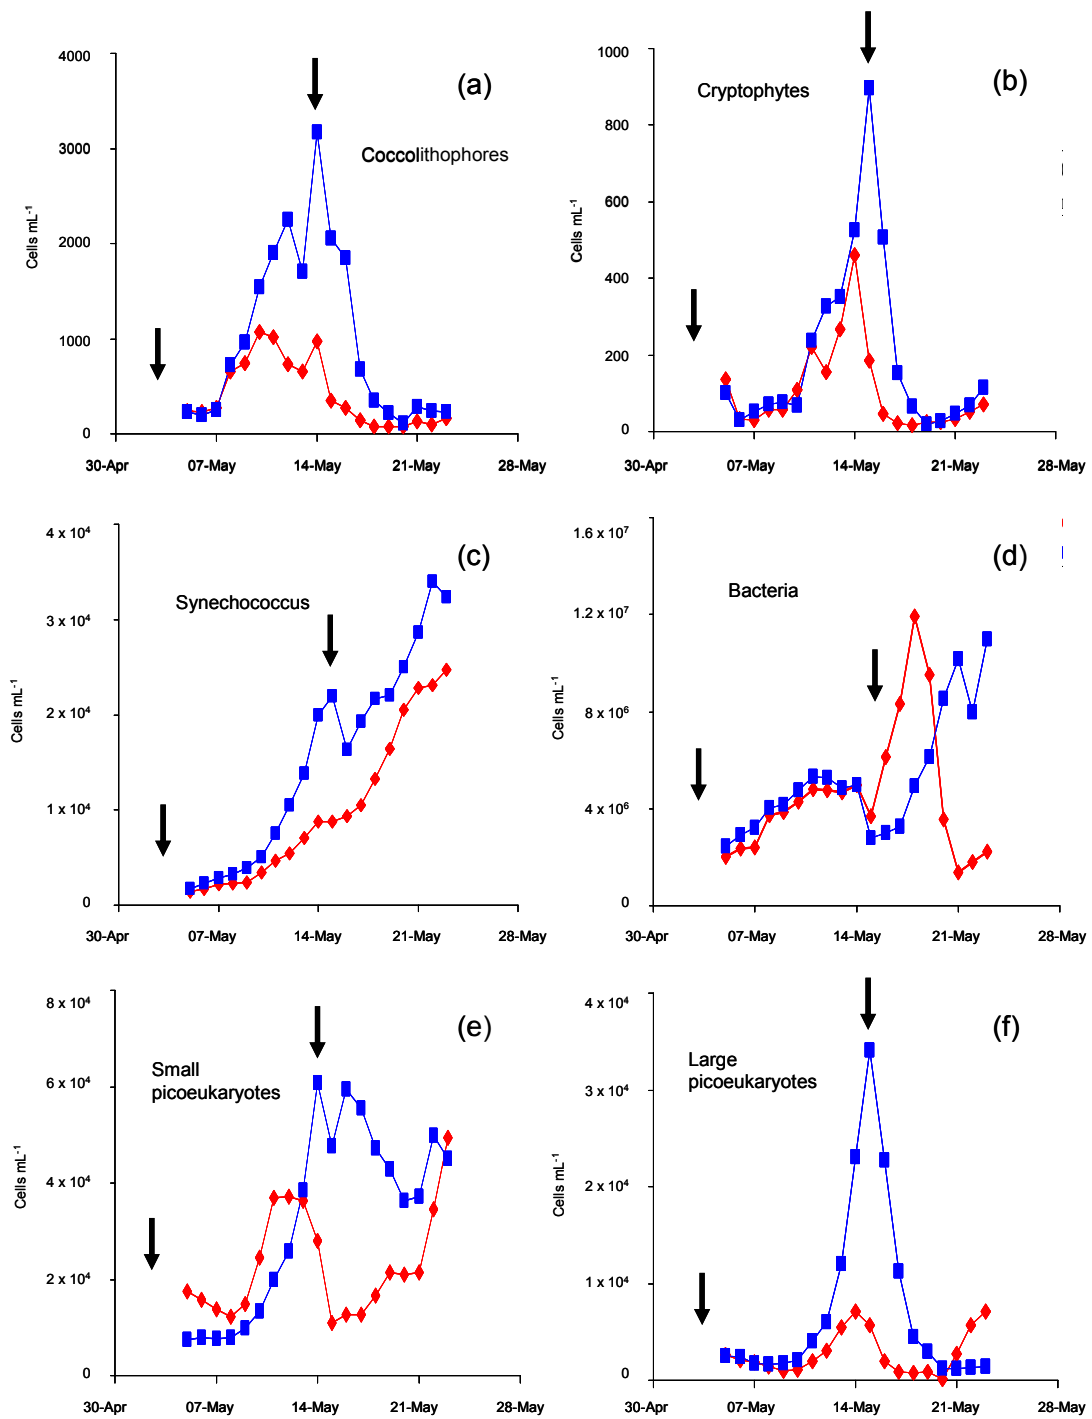 4000
3000
2000
1000
0
Cells mL-1
(a)
Coccolithophores
30-Apr 07-May 14-May 21-May 28-May
1000
800
600
400
200
0
Cells mL-1
(b)
Cryptophytes
30-Apr 07-May 14-May 21-May 28-May
4 x 10⁴
3 x 10⁴
2 x 10⁴
1 x 10⁴
0
Cells mL-1
(c)
Synechococcus
30-Apr 07-May 14-May 21-May 28-May
1.6 x 10⁷
1.2 x 10⁷
8 x 10⁶
4 x 10⁶
0
Cells mL-1
(d)
Bacteria
30-Apr 07-May 14-May 21-May 28-May
8 x 10⁴
6 x 10⁴
4 x 10⁴
2 x 10⁴
0
Cells mL-1
(e)
Small
picoeukaryotes
30-Apr 07-May 14-May 21-May 28-May
4 x 10⁴
3 x 10⁴
2 x 10⁴
1 x 10⁴
0
Cells mL-1
(f)
Large
picoeukaryotes
30-Apr 07-May 14-May 21-May 28-May